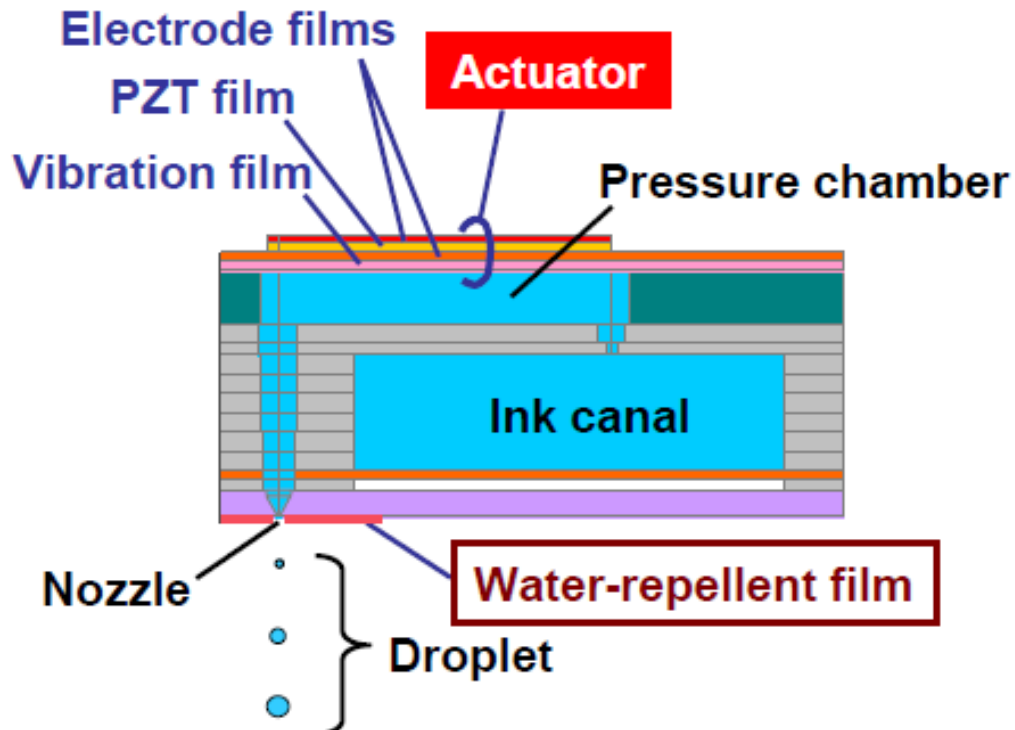 Electrode films
Actuator
PZT film
Vibration film
Pressure chamber
Ink canal
Nozzle
Water-repellent film
Droplet